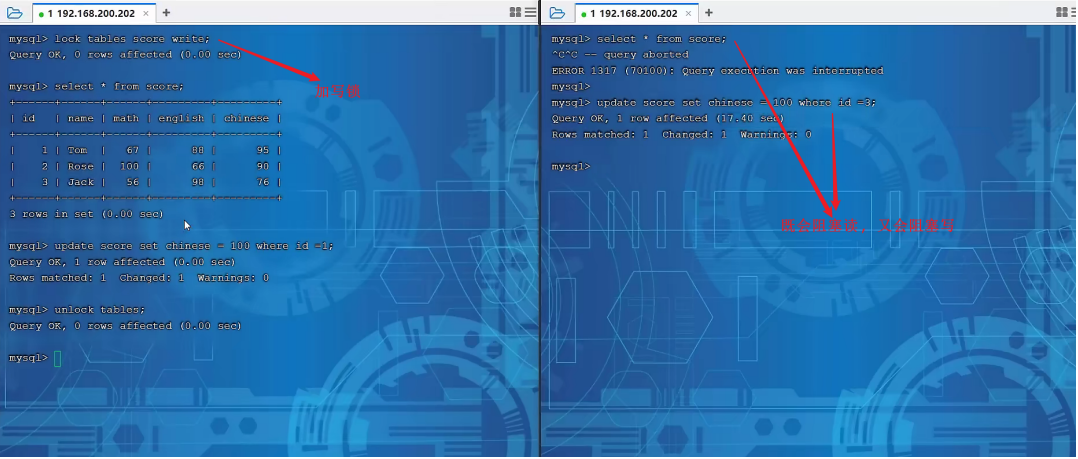 1 192.168.200.202 × +
mysql> lock tables score write;
Query OK, 0 rows affected (0.00 sec)
加写锁
mysql> select * from score;
+------+------+------+---------+---------+
| id   | name | math | english | chinese |
+------+------+------+---------+---------+
|    1 | Tom  |   67 |      88 |      95 |
|    2 | Rose |  100 |      66 |      90 |
|    3 | Jack |   56 |      98 |      76 |
+------+------+------+---------+---------+
3 rows in set (0.00 sec)
mysql> update score set chinese = 100 where id =1;
Query OK, 1 row affected (0.00 sec)
Rows matched: 1  Changed: 1  Warnings: 0
mysql> unlock tables;
Query OK, 0 rows affected (0.00 sec)
mysql>
1 192.168.200.202 × +
mysql> select * from score;
^C^C -- query aborted
ERROR 1317 (70100): Query execution was interrupted
mysql>
mysql> update score set chinese = 100 where id =3;
Query OK, 1 row affected (17.40 sec)
Rows matched: 1  Changed: 1  Warnings: 0
mysql>
既会阻塞读，又会阻塞写